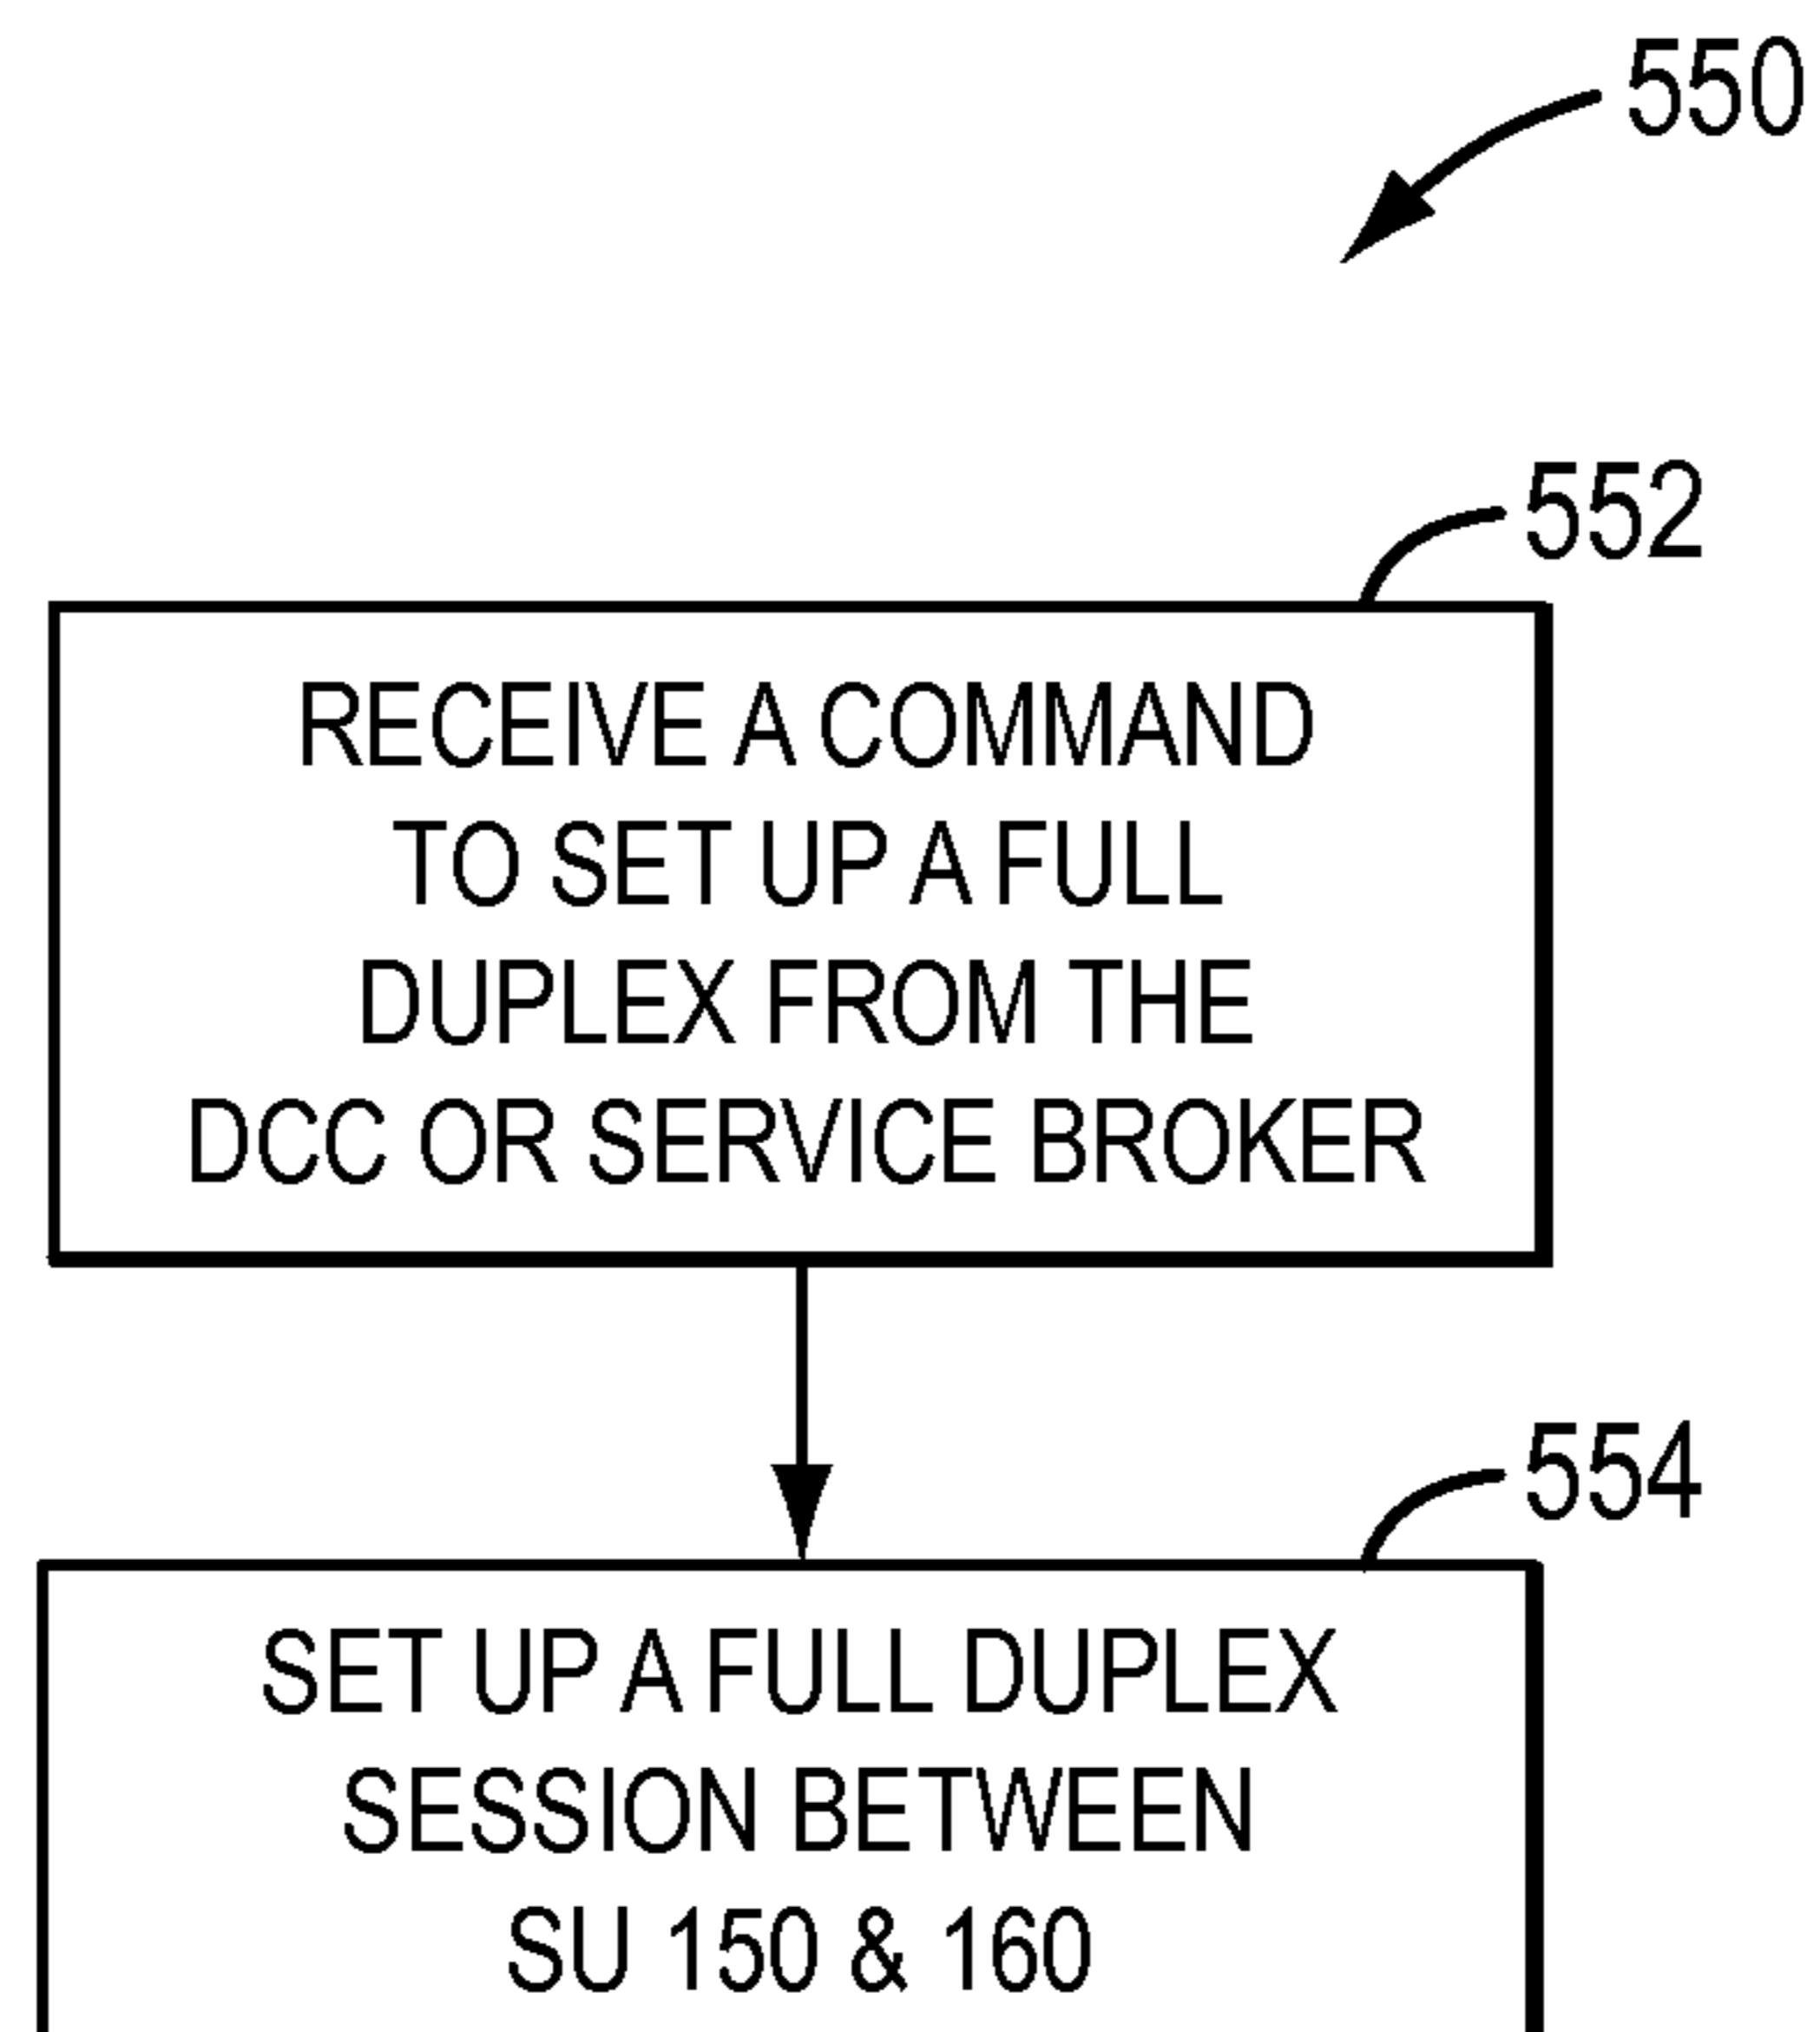 550
552
RECEIVE A COMMAND
TO SET UP A FULL
DUPLEX FROM THE
DCC OR SERVICE BROKER
554
SET UP A FULL DUPLEX
SESSION BETWEEN
SU 150 & 160